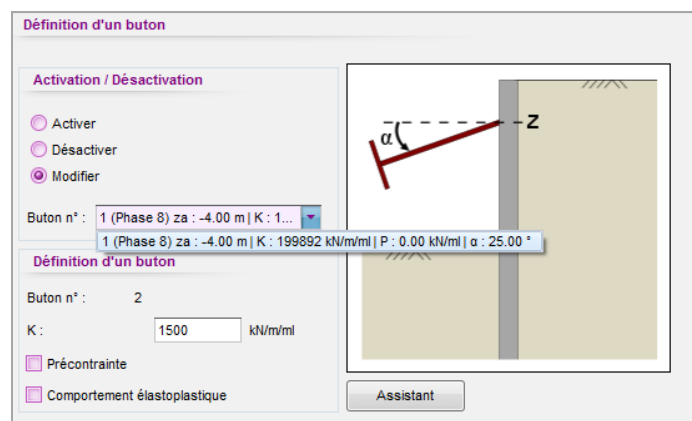 Définition d'un buton
Activation / Désactivation
Activer
Désactiver
Modifier
Buton n° : 1 (Phase 8) za : -4.00 m | K : 1...
1 (Phase 8) za : -4.00 m | K : 199892 kN/m/ml | P : 0.00 kN/ml | α : 25.00 °
Définition d'un buton
Buton n° : 2
K : 1500 kN/m/ml
Précontrainte
Comportement élastoplastique
α
Z
Assistant